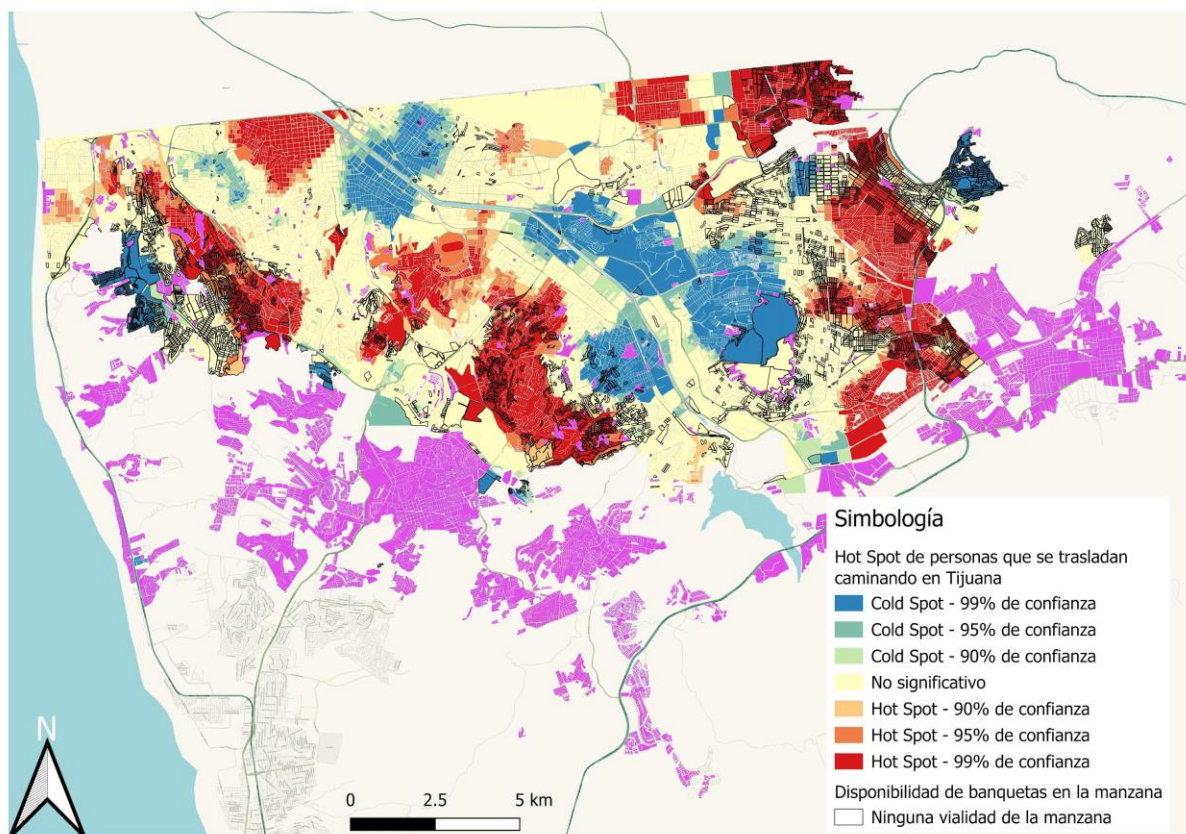 Simbología
Hot Spot de personas que se trasladan
caminando en Tijuana
Cold Spot - 99% de confianza
Cold Spot - 95% de confianza
Cold Spot - 90% de confianza
No significativo
Hot Spot - 90% de confianza
Hot Spot - 95% de confianza
Hot Spot - 99% de confianza
Disponibilidad de banquetas en la manzana
Ninguna vialidad de la manzana
N
0 2.5 5 km